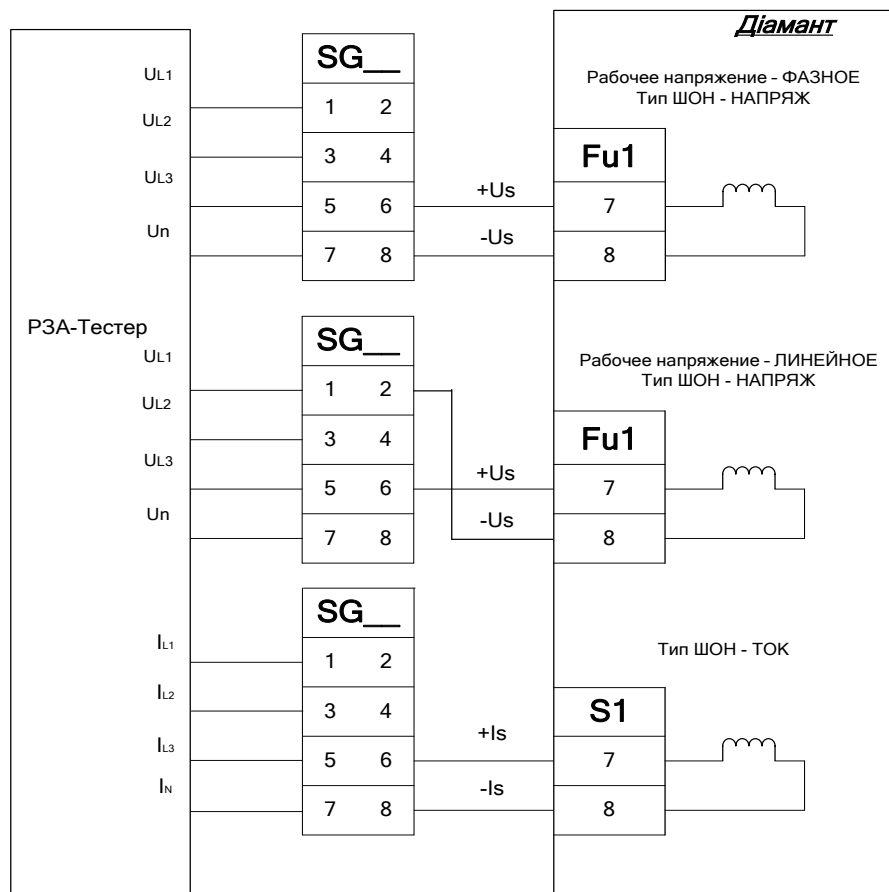 Діамант
Рабочее напряжение - ФАЗНОЕ
Тип ШОН - НАПРЯЖ
SG__
UL1
1 2
UL2
3 4
UL3
5 6
Un
7 8
+Us
-Us
Fu1
7
8
РЗА-Тестер
Рабочее напряжение - ЛИНЕЙНОЕ
Тип ШОН - НАПРЯЖ
SG__
UL1
1 2
UL2
3 4
UL3
5 6
Un
7 8
+Us
-Us
Fu1
7
8
Тип ШОН - ТОК
SG__
IL1
1 2
IL2
3 4
IL3
5 6
IN
7 8
+Is
-Is
S1
7
8